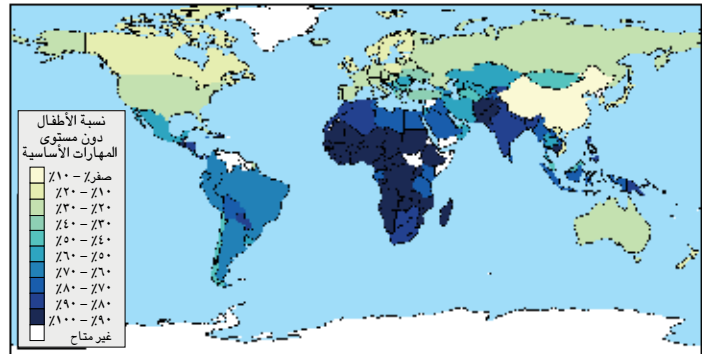 نسبة الأطفال
دون مستوى
المهارات الأساسية
صفر٪ – ١٠٪
١٠٪ – ٢٠٪
٢٠٪ – ٣٠٪
٣٠٪ – ٤٠٪
٤٠٪ – ٥٠٪
٥٠٪ – ٦٠٪
٦٠٪ – ٧٠٪
٧٠٪ – ٨٠٪
٨٠٪ – ٩٠٪
٩٠٪ – ١٠٠٪
غير متاح